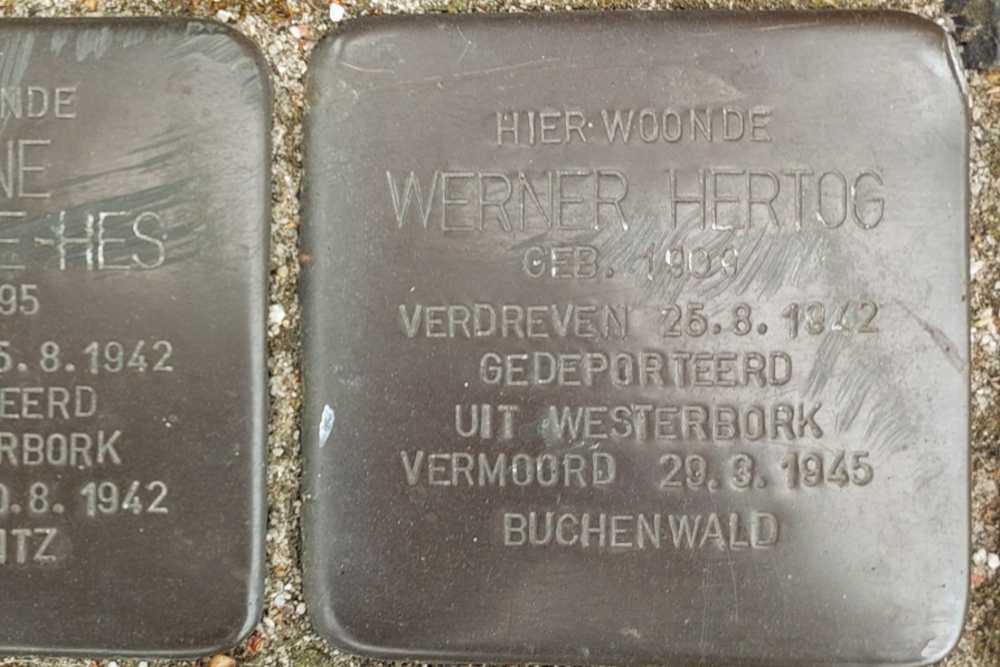 NDE
NE
E-HES
95
5.8.1942
EERD
RBORK
0.8.1942
ITZ
HIER WOONDE
WERNER HERTOG
GEB. 1909
VERDREVEN 25.8.1942
GEDEPORTEERD
UIT WESTERBORK
VERMOORD 29.3.1945
BUCHENWALD